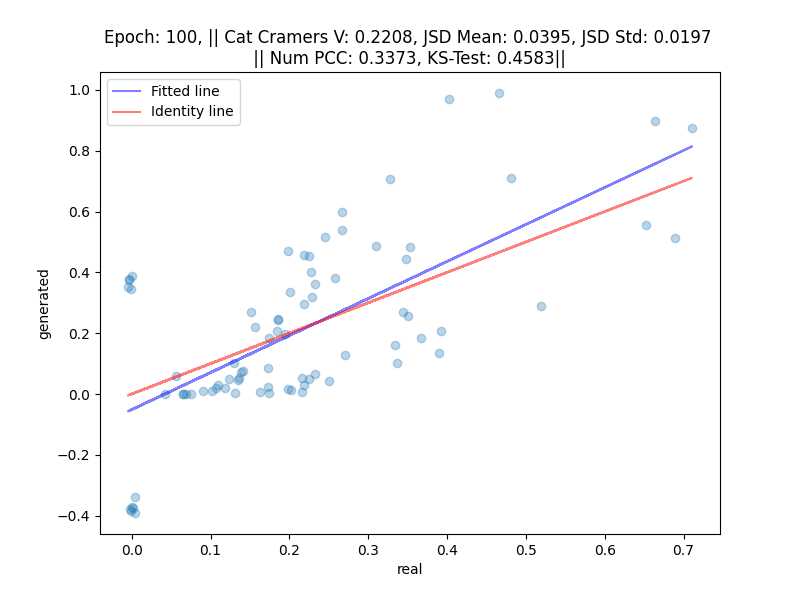 Epoch: 100, || Cat Cramers V: 0.2208, JSD Mean: 0.0395, JSD Std: 0.0197
|| Num PCC: 0.3373, KS-Test: 0.4583||
Fitted line
Identity line
1.0
0.8
0.6
0.4
0.2
0.0
−0.2
−0.4
generated
0.0 0.1 0.2 0.3 0.4 0.5 0.6 0.7
real